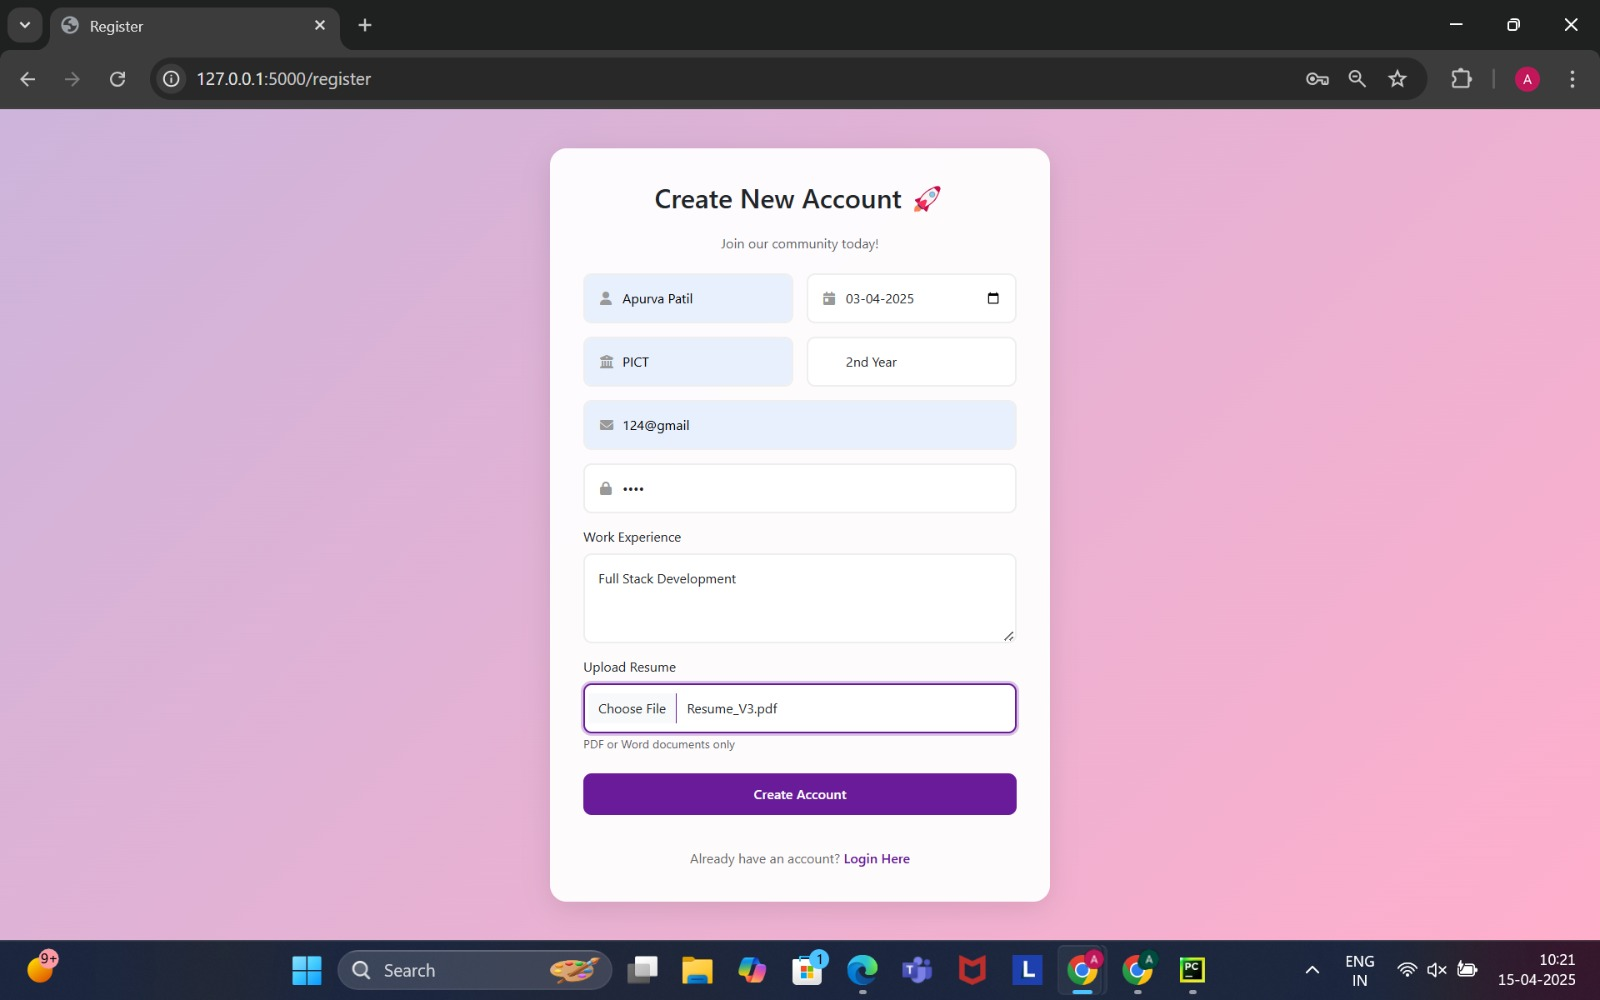 Register
127.0.0.1:5000/register
A
Create New Account
Join our community today!
Apurva Patil
03-04-2025
PICT
2nd Year
124@gmail
••••
Work Experience
Full Stack Development
Upload Resume
Choose File Resume_V3.pdf
PDF or Word documents only
Create Account
Already have an account? Login Here
9+
Search
1
T
L
A
A
PC
ENG
IN
10:21
15-04-2025